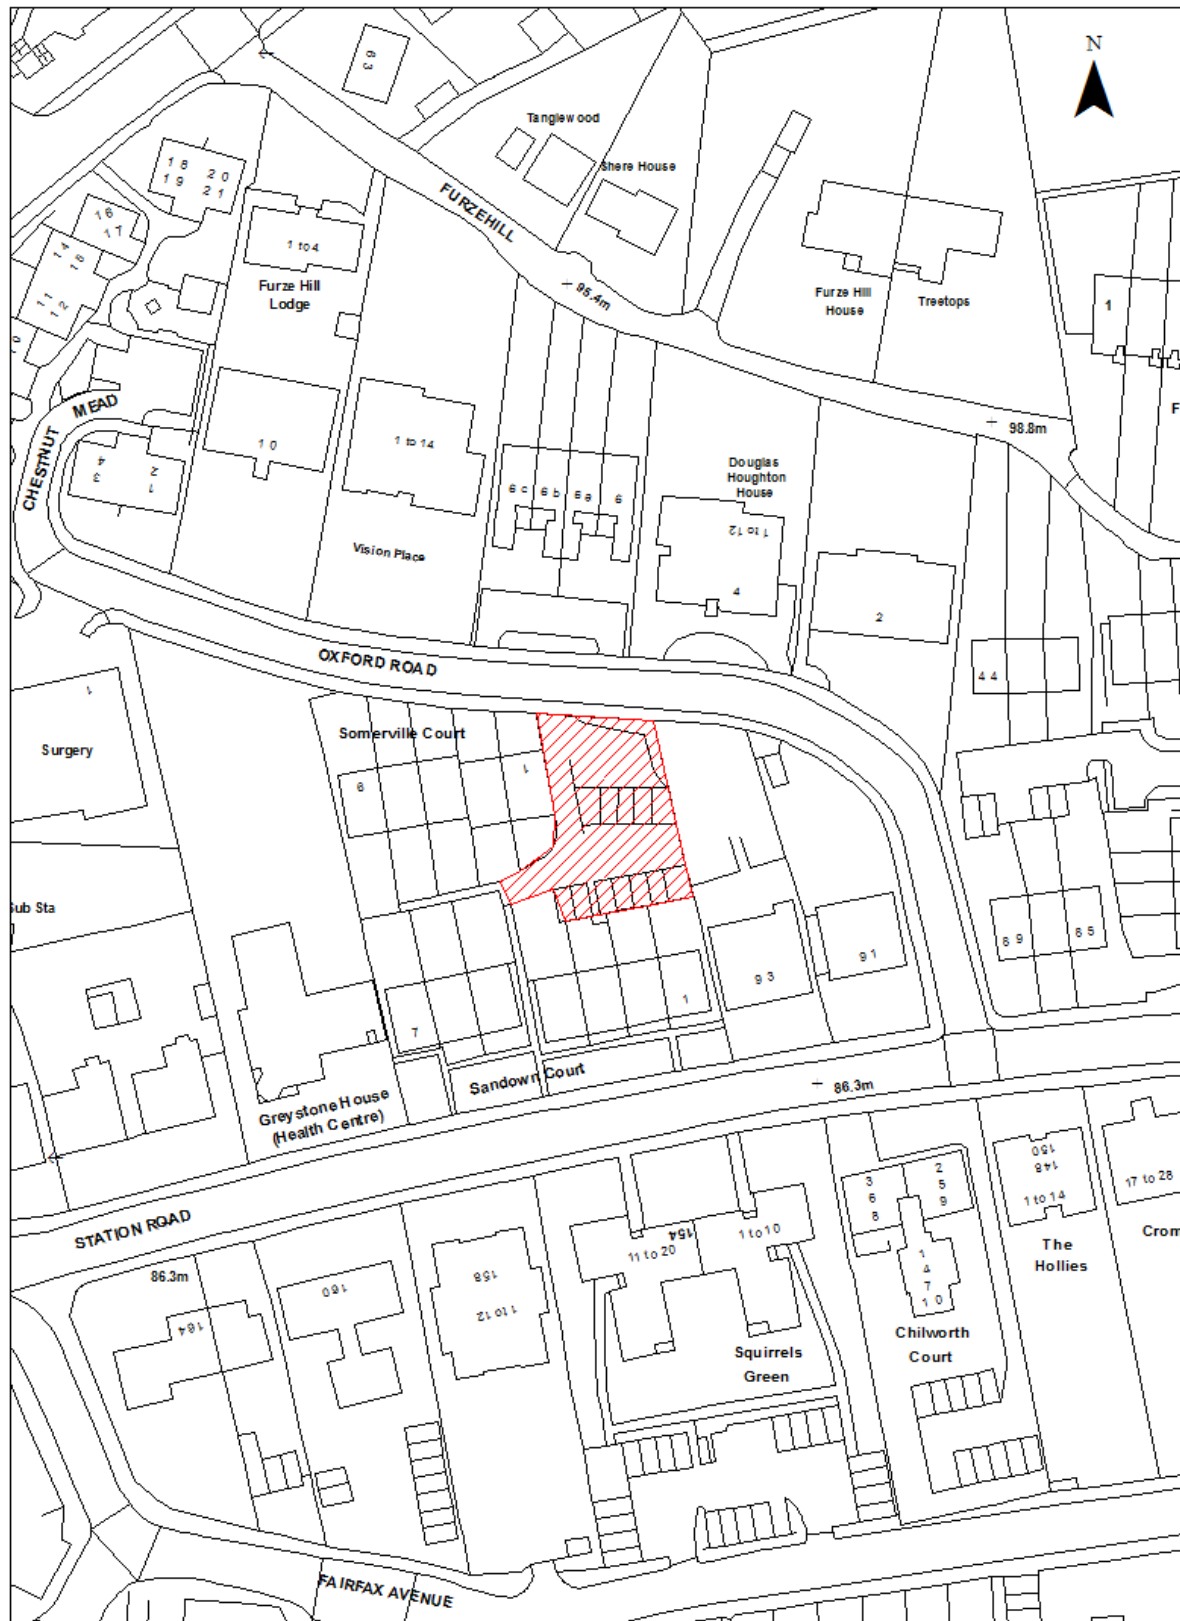 N
63
Tanglewood
Shere House
18 20
19 21
16
17
FURZEHILL
14
15
11
12
10
1 to 4
Furze Hill
Lodge
95.4m
Furze Hill
House
Treetops
1
F
MEAD
CHESTNUT
98.8m
10
1 to 14
4
3
2
1
6c 6b 6a 6
Douglas
Houghton
House
1 to 12
4
2
Vision Place
OXFORD ROAD
44
1
Surgery
Somerville Court
6
1
Sub Sta
89
85
91
93
1
7
Sandown Court
86.3m
Greystone House
(Health Centre)
STATION ROAD
86.3m
164
160
158
1 to 12
154
11 to 20
1 to 10
Squirrels
Green
3
6
8
2
5
9
1
4
7
10
Chilworth
Court
150
148
1 to 14
The
Hollies
17 to 28
Crom
FAIRFAX AVENUE